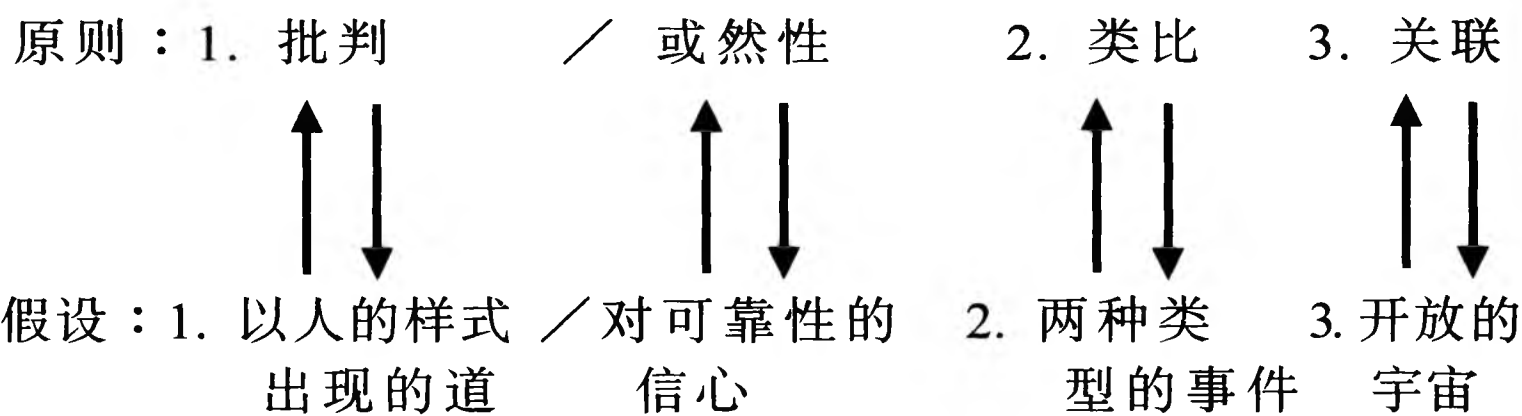 原则：1. 批判 ／ 或然性 2. 类比 3. 关联
假设：1. 以人的样式 ／对可靠性的 2. 两种类 3. 开放的
出现的道 信心 型的事件 宇宙